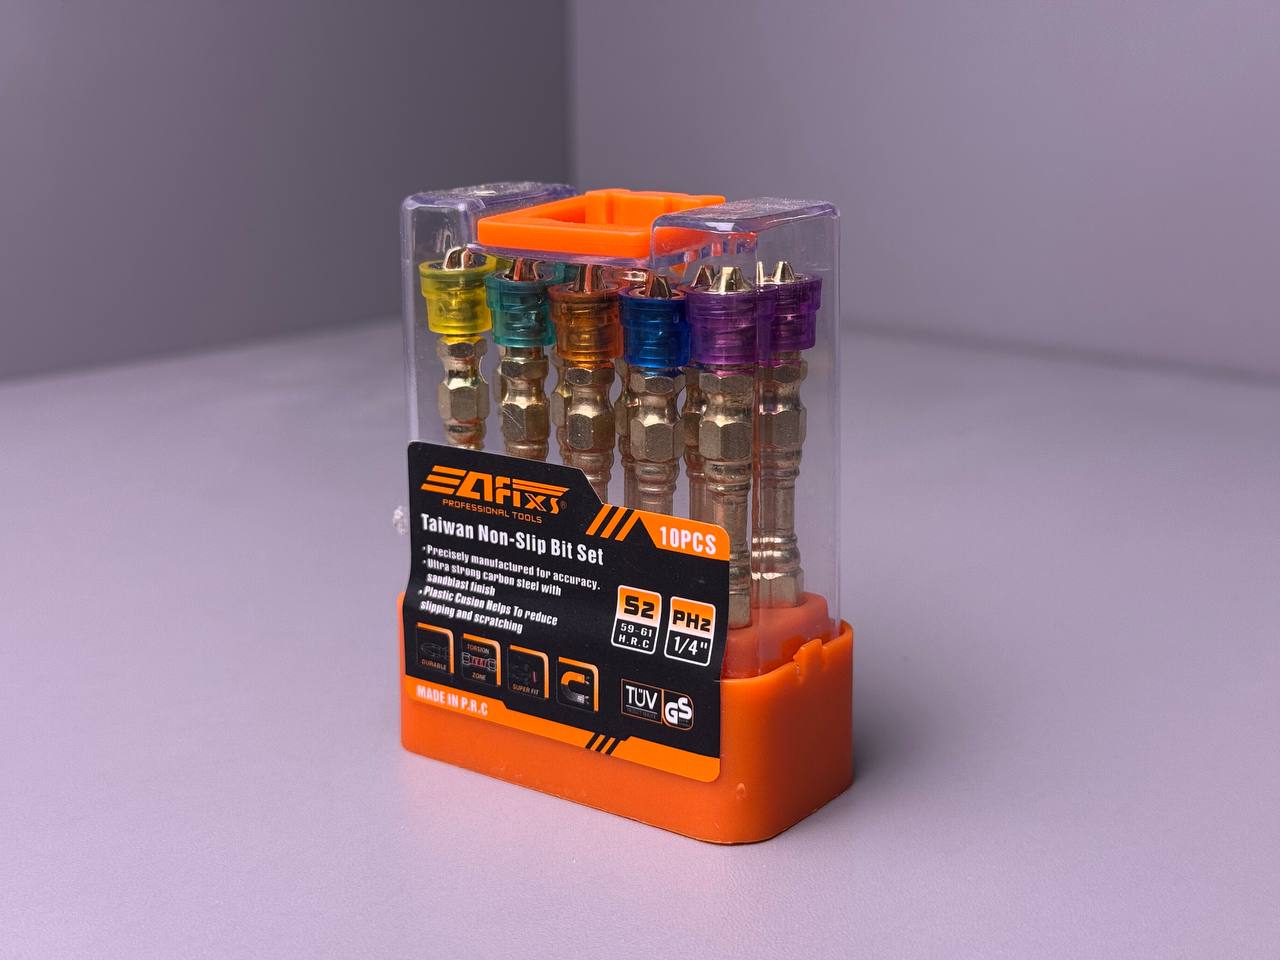 AFIXS®
PROFESSIONAL TOOLS
Taiwan Non-Slip Bit Set
10PCS
• Precisely manufactured for accuracy.
• Ultra strong carbon steel with
sandblast finish
• Plastic Cusion Helps To reduce
slipping and scratching
S2
59-61
H.R.C
PH2
1/4"
DURABLE
TORSION
ZONE
SUPER FIT
TÜV
GS
MADE IN P.R.C